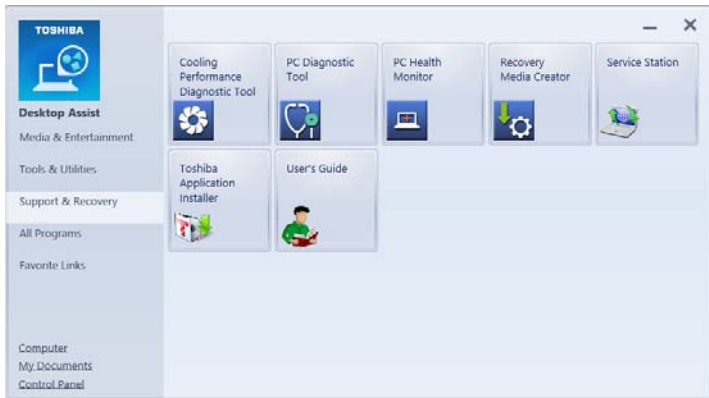 TOSHIBA
Desktop Assist
Media & Entertainment
Tools & Utilities
Support & Recovery
All Programs
Favorite Links
Computer
My Documents
Control Panel
Cooling
Performance
Diagnostic Tool
PC Diagnostic
Tool
PC Health
Monitor
Recovery
Media Creator
Service Station
Toshiba
Application
Installer
User's Guide